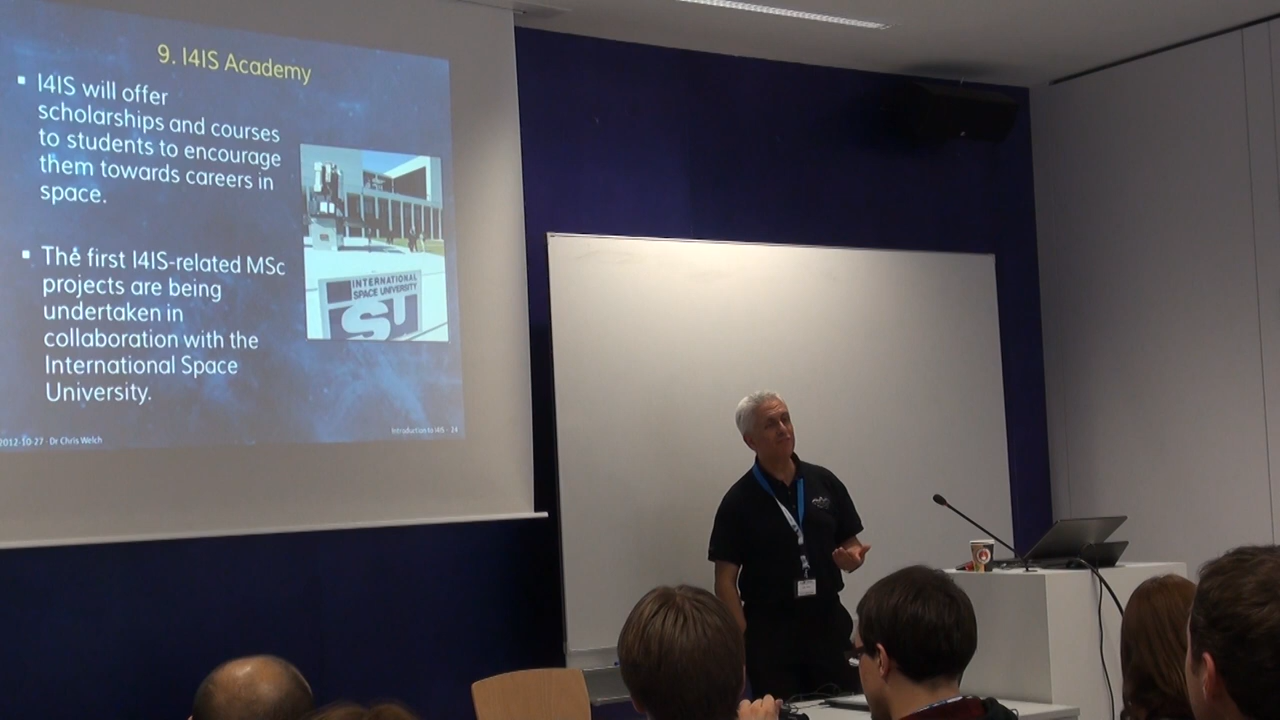 9. I4IS Academy
▪ I4IS will offer
scholarships and courses
to students to encourage
them towards careers in
space.
▪ The first I4IS-related MSc
projects are being
undertaken in
collaboration with the
International Space
University.
INTERNATIONAL
SPACE UNIVERSITY
ISU
2012-10-27 - Dr Chris Welch
Introduction to I4IS - 24